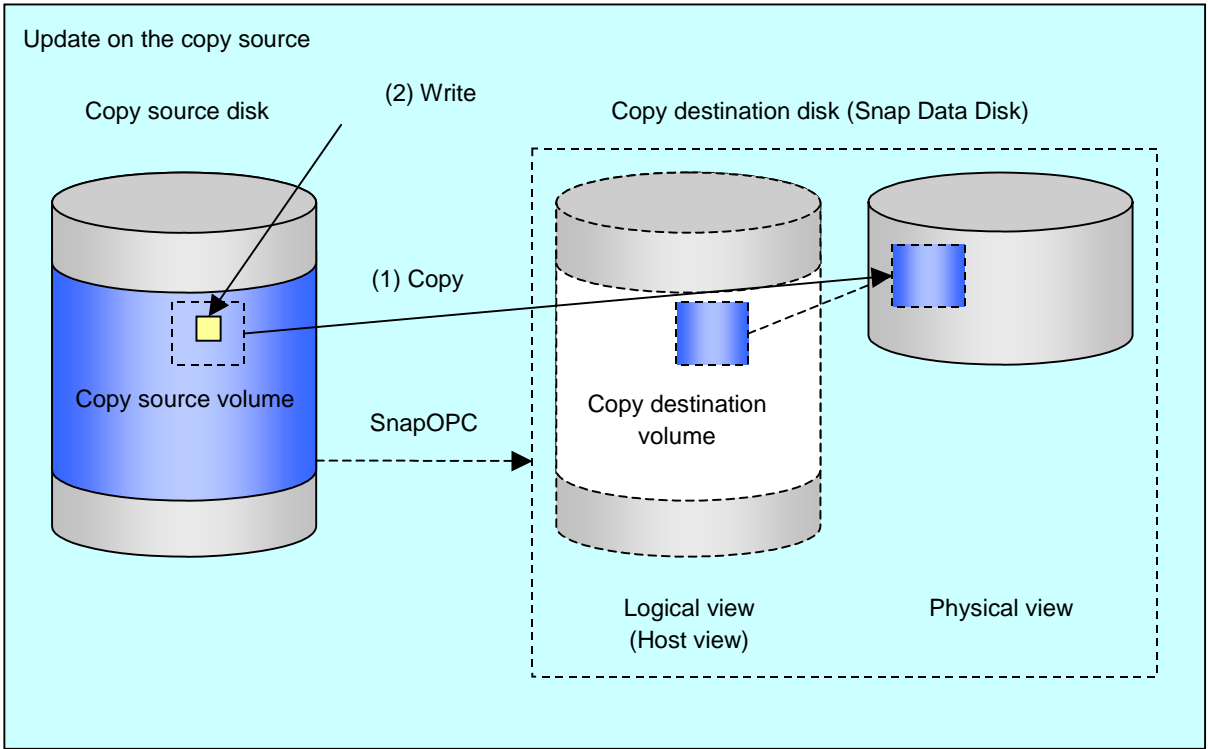 Update on the copy source
(2) Write
Copy source disk
Copy destination disk (Snap Data Disk)
(1) Copy
Copy source volume
Copy destination
volume
SnapOPC
Logical view
(Host view)
Physical view